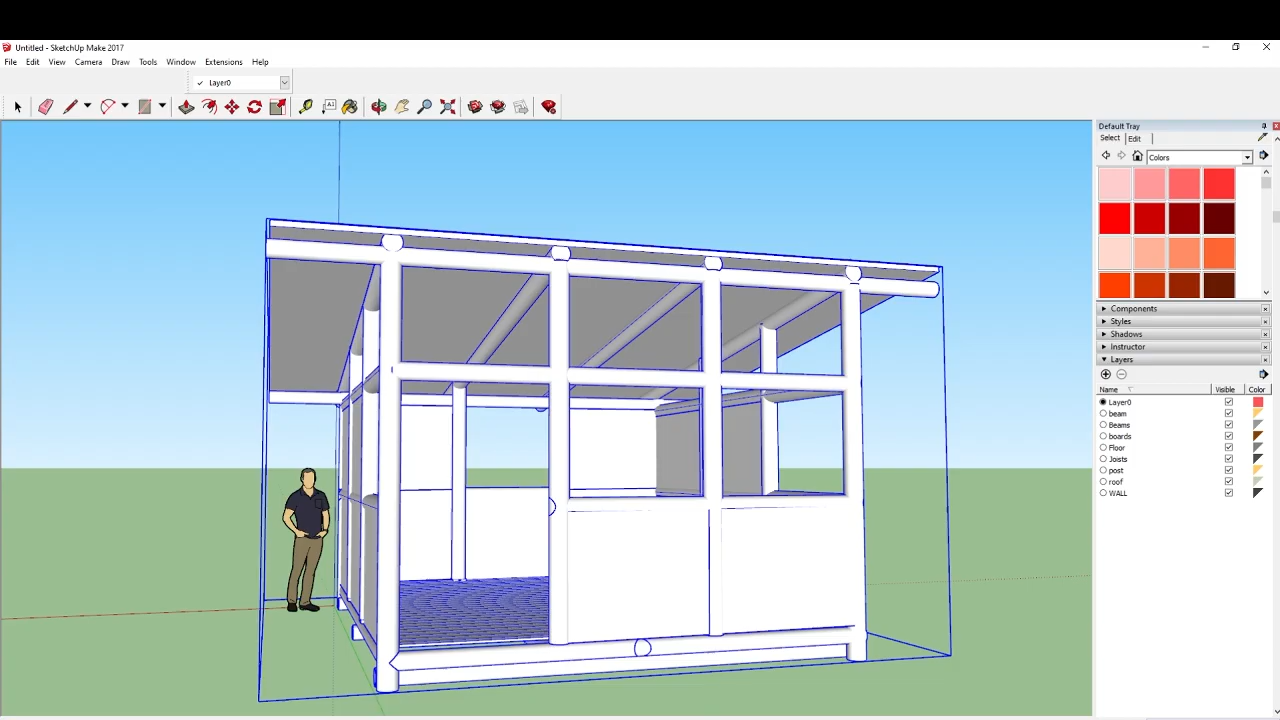 Untitled - SketchUp Make 2017
File Edit View Camera Draw Tools Window Extensions Help
Layer0
Default Tray
Select Edit
Colors
Components
Styles
Shadows
Instructor
Layers
Name Visible Color
Layer0
beam
Beams
boards
Floor
Joists
post
roof
WALL